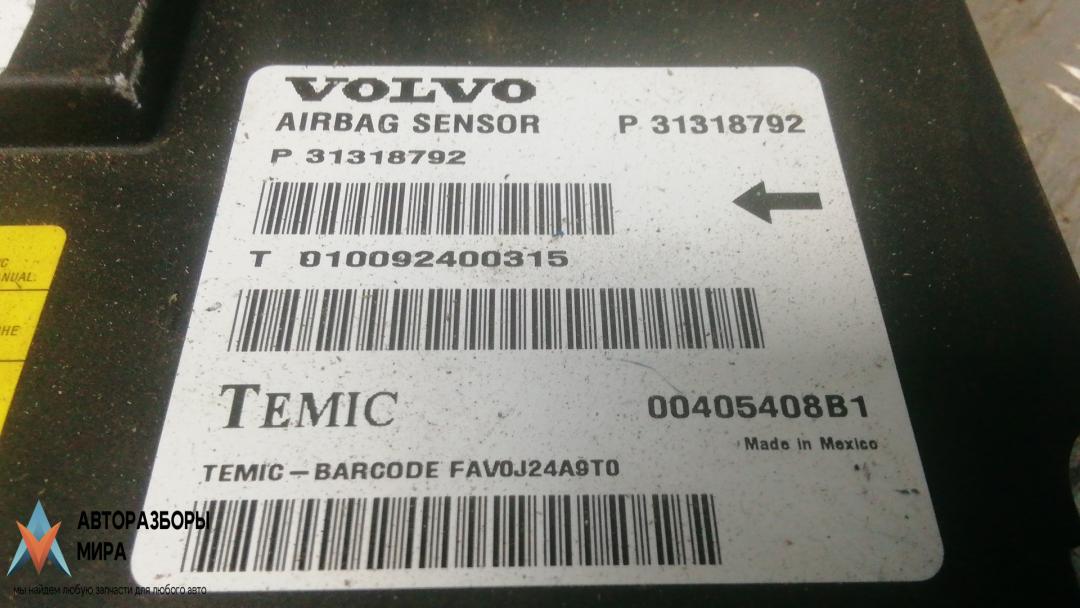 VOLVO
AIRBAG SENSOR P 31318792
P 31318792
T 010092400315
TEMIC 00405408B1
Made in Mexico
TEMIC-BARCODE FAV0J24A9T0
АВТОРАЗБОРЫ
МИРА
мы найдем любую запчасти для любого авто